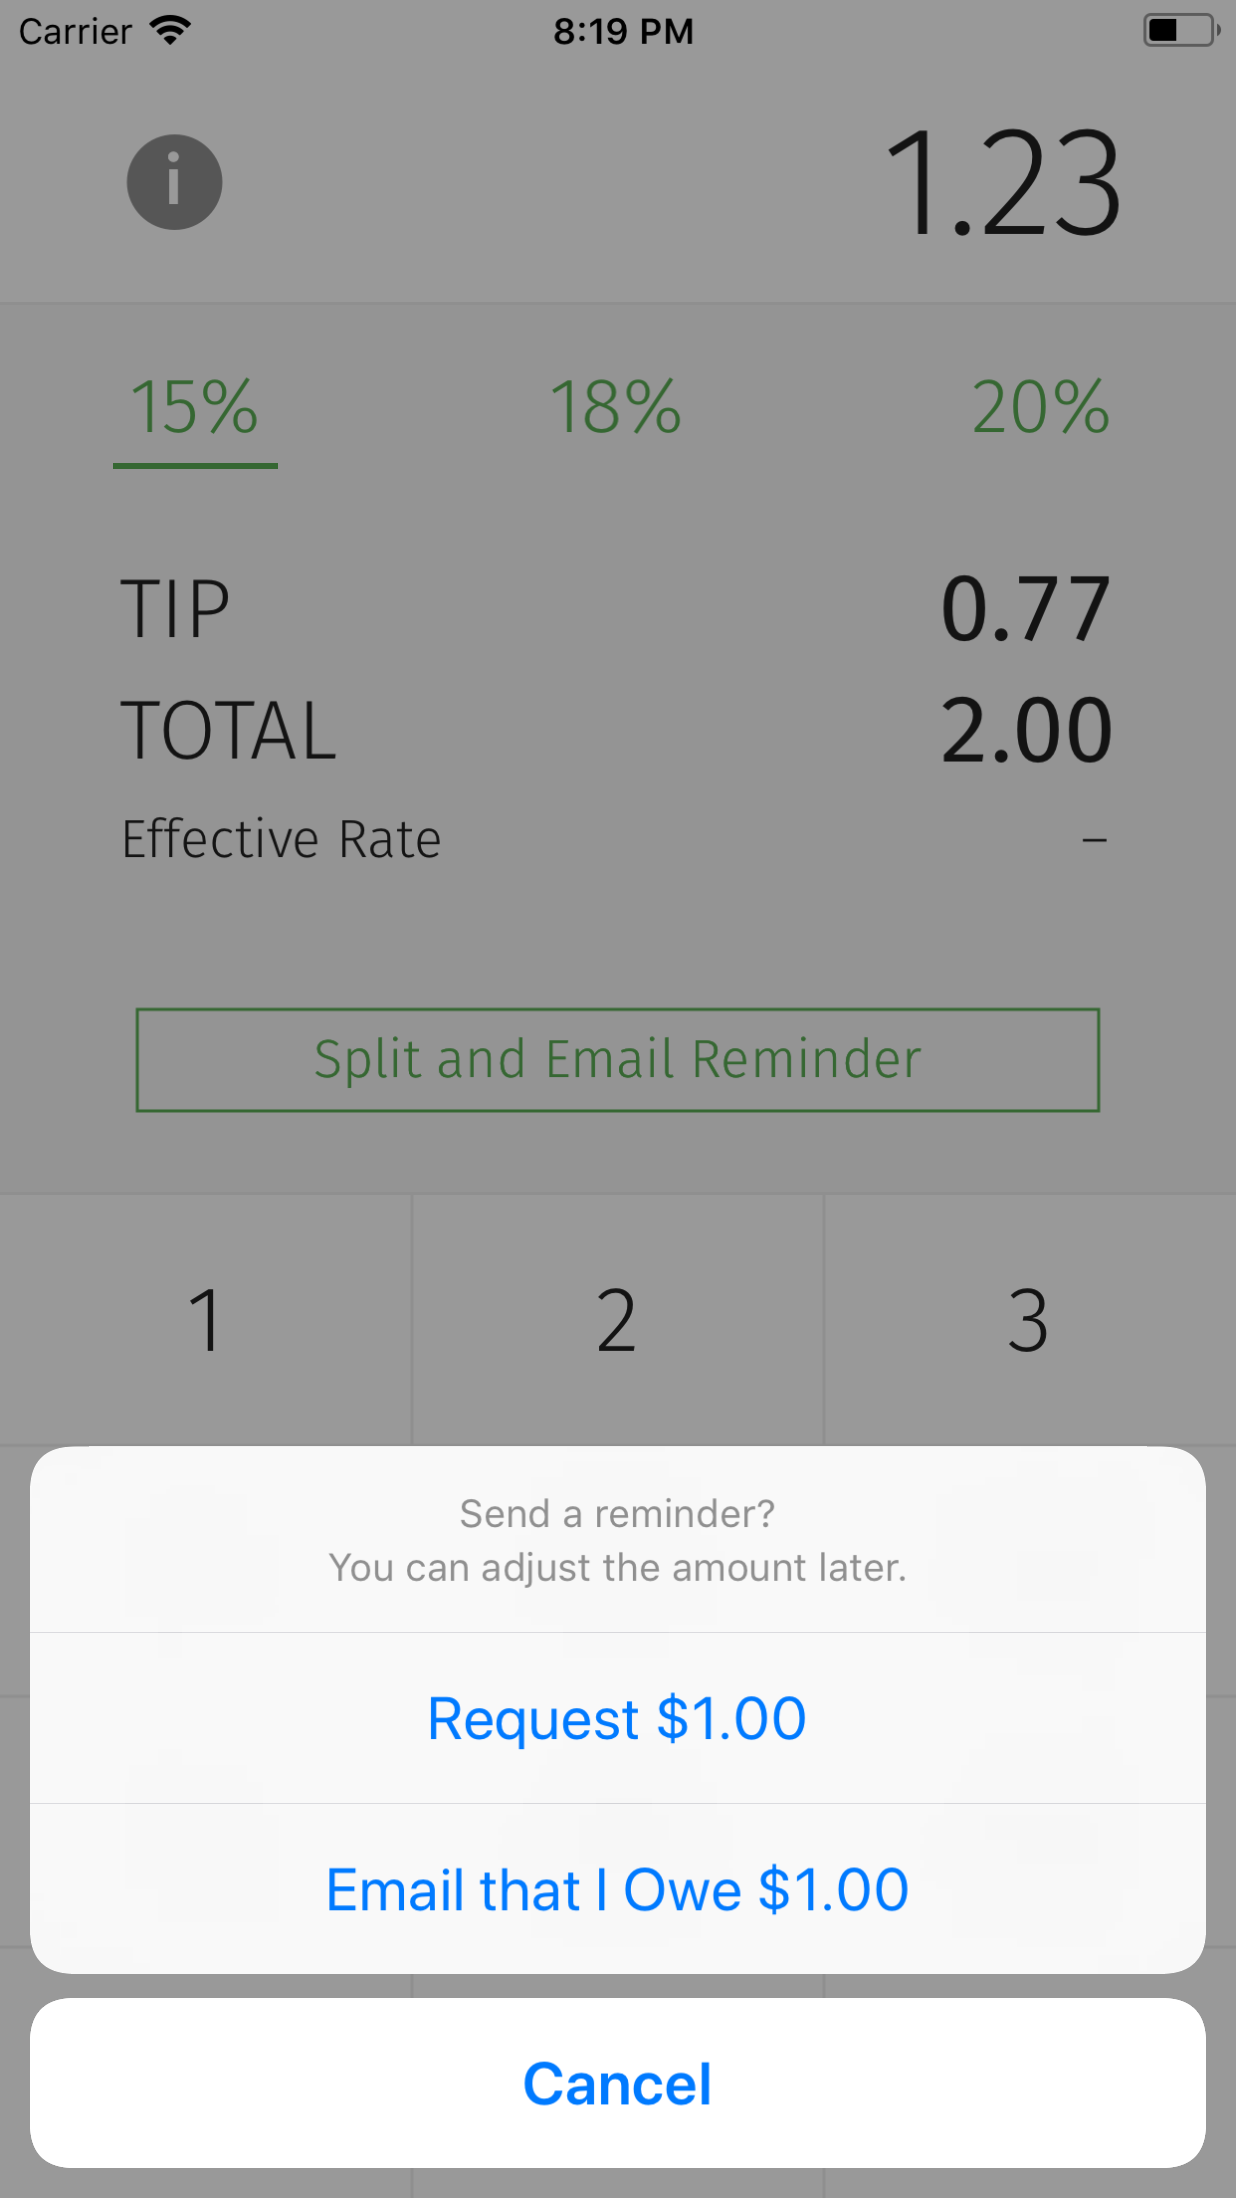 Carrier 8:19 PM
i 1.23
15% 18% 20%
TIP 0.77
TOTAL 2.00
Effective Rate –
Split and Email Reminder
1 2 3
Send a reminder?
You can adjust the amount later.
Request $1.00
Email that I Owe $1.00
Cancel